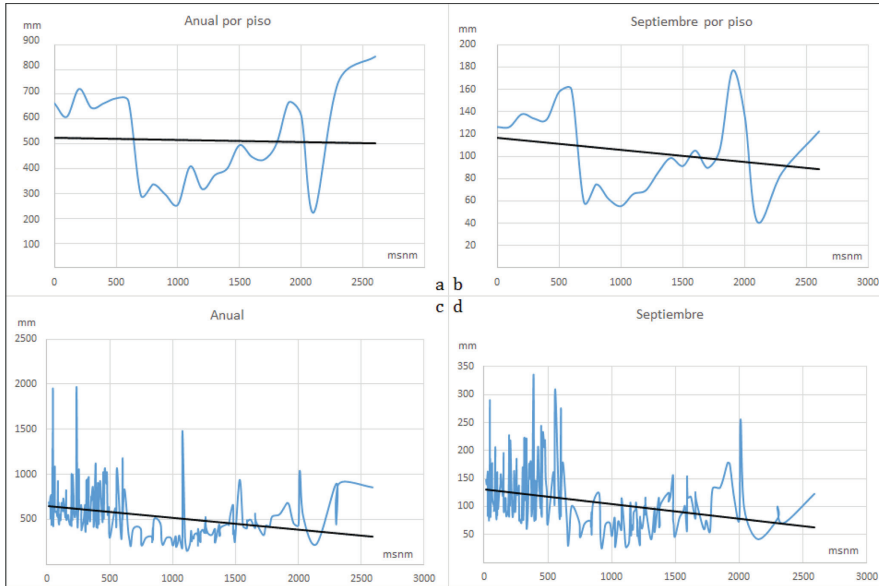 Anual por piso
mm
900
800
700
600
500
400
300
200
100
0 500 1000 1500 2000 2500
msnm
a
Septiembre por piso
mm
200
180
160
140
120
100
80
60
40
20
0 500 1000 1500 2000 2500 3000
msnm
b
Anual
mm
2500
2000
1500
1000
500
0 500 1000 1500 2000 2500 3000
msnm
c
Septiembre
mm
350
300
250
200
150
100
50
0 500 1000 1500 2000 2500 3000
msnm
d